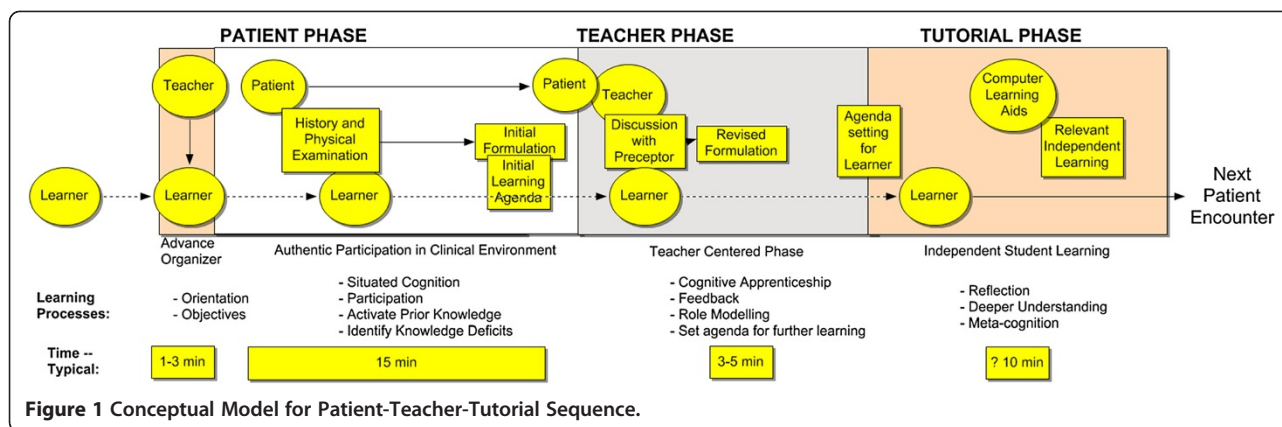 PATIENT PHASE
TEACHER PHASE
TUTORIAL PHASE
Teacher
Patient
Patient
Teacher
Computer
Learning
Aids
History and
Physical
Examination
Initial
Formulation
Initial
Learning
Agenda
Discussion
with
Preceptor
Revised
Formulation
Agenda
setting
for
Learner
Relevant
Independent
Learning
Learner
Learner
Learner
Learner
Learner
Next
Patient
Encounter
Advance
Organizer
Authentic Participation in Clinical Environment
Teacher Centered Phase
Independent Student Learning
Learning
Processes:
- Orientation
- Objectives
- Situated Cognition
- Participation
- Activate Prior Knowledge
- Identify Knowledge Deficits
- Cognitive Apprenticeship
- Feedback
- Role Modelling
- Set agenda for further learning
- Reflection
- Deeper Understanding
- Meta-cognition
Time --
Typical:
1-3 min
15 min
3-5 min
? 10 min
Figure 1 Conceptual Model for Patient-Teacher-Tutorial Sequence.